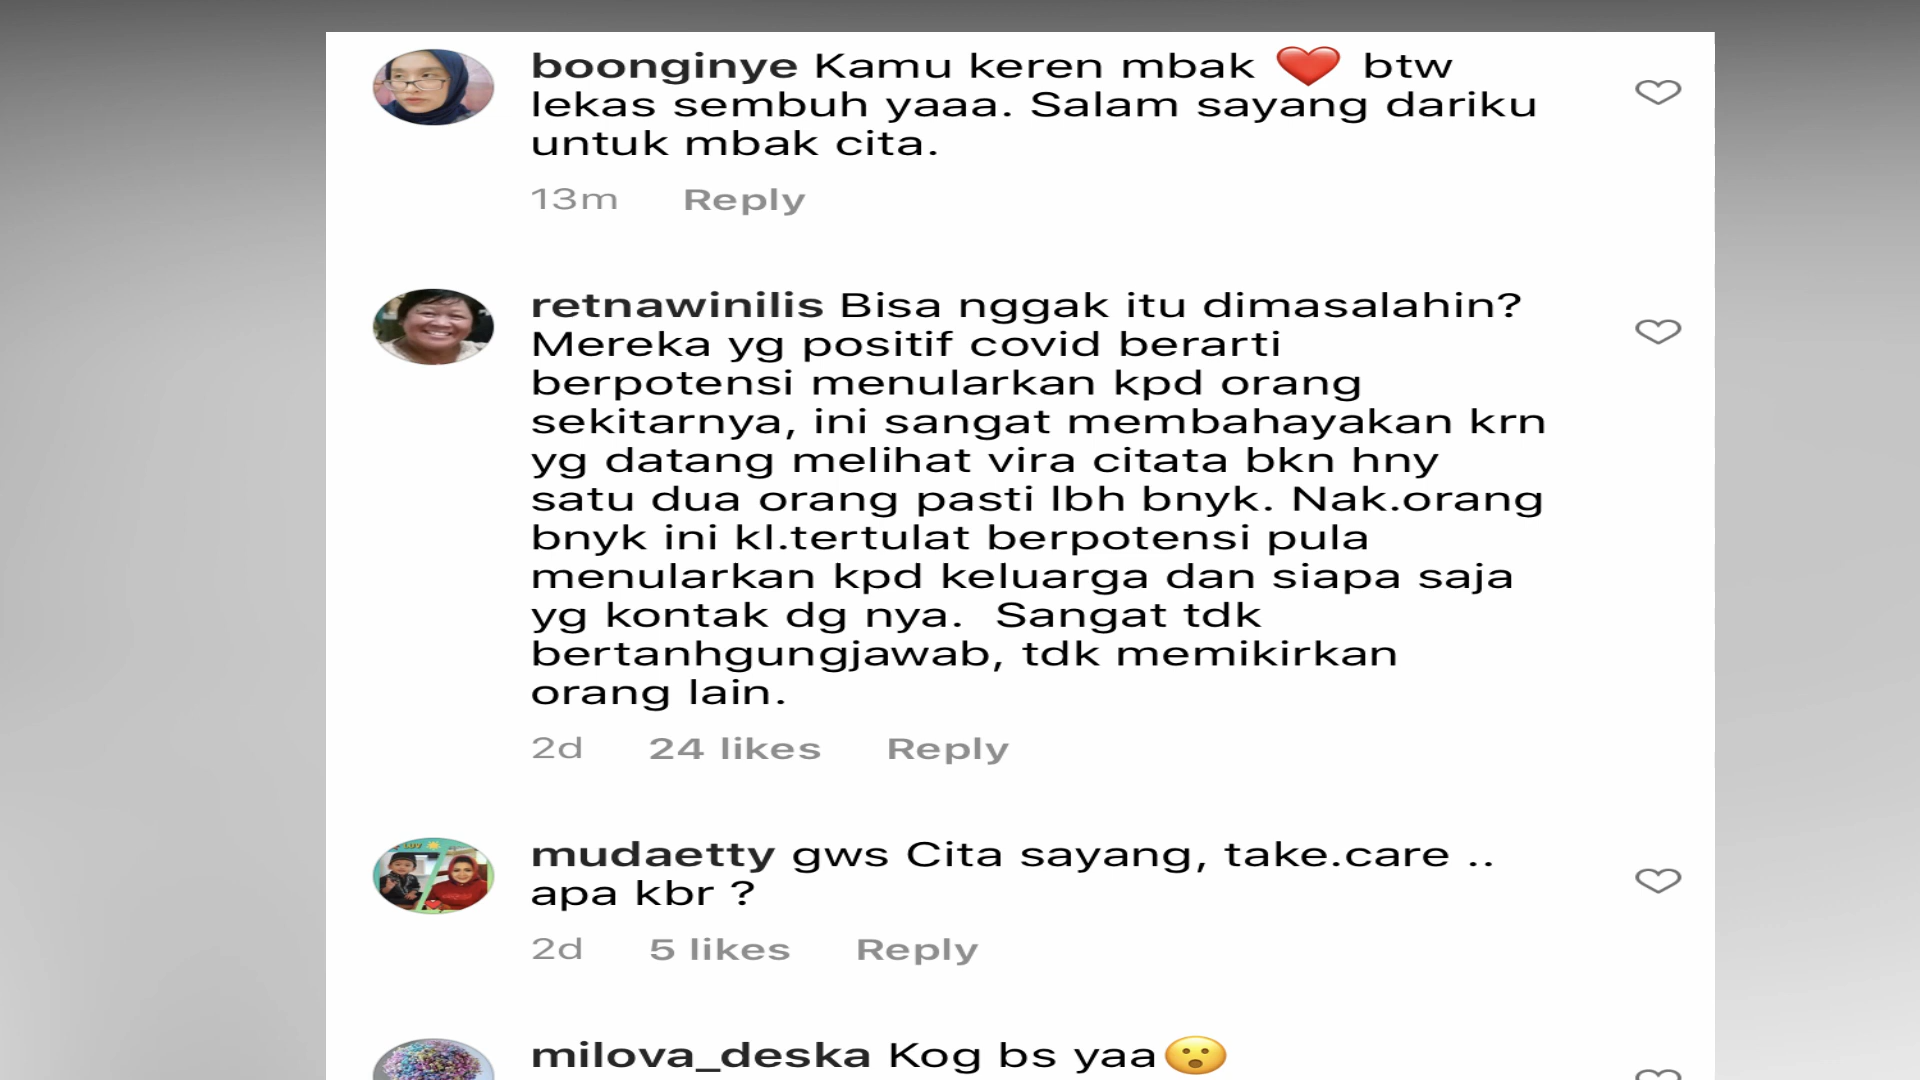 boonginye Kamu keren mbak ❤️ btw
lekas sembuh yaaa. Salam sayang dariku
untuk mbak cita.
13m Reply
retnawinilis Bisa nggak itu dimasalahin?
Mereka yg positif covid berarti
berpotensi menularkan kpd orang
sekitarnya, ini sangat membahayakan krn
yg datang melihat vira citata bkn hny
satu dua orang pasti lbh bnyk. Nak.orang
bnyk ini kl.tertulat berpotensi pula
menularkan kpd keluarga dan siapa saja
yg kontak dg nya. Sangat tdk
bertanhgungjawab, tdk memikirkan
orang lain.
2d 24 likes Reply
mudaetty gws Cita sayang, take.care ..
apa kbr ?
2d 5 likes Reply
milova_deska Kog bs yaa😮